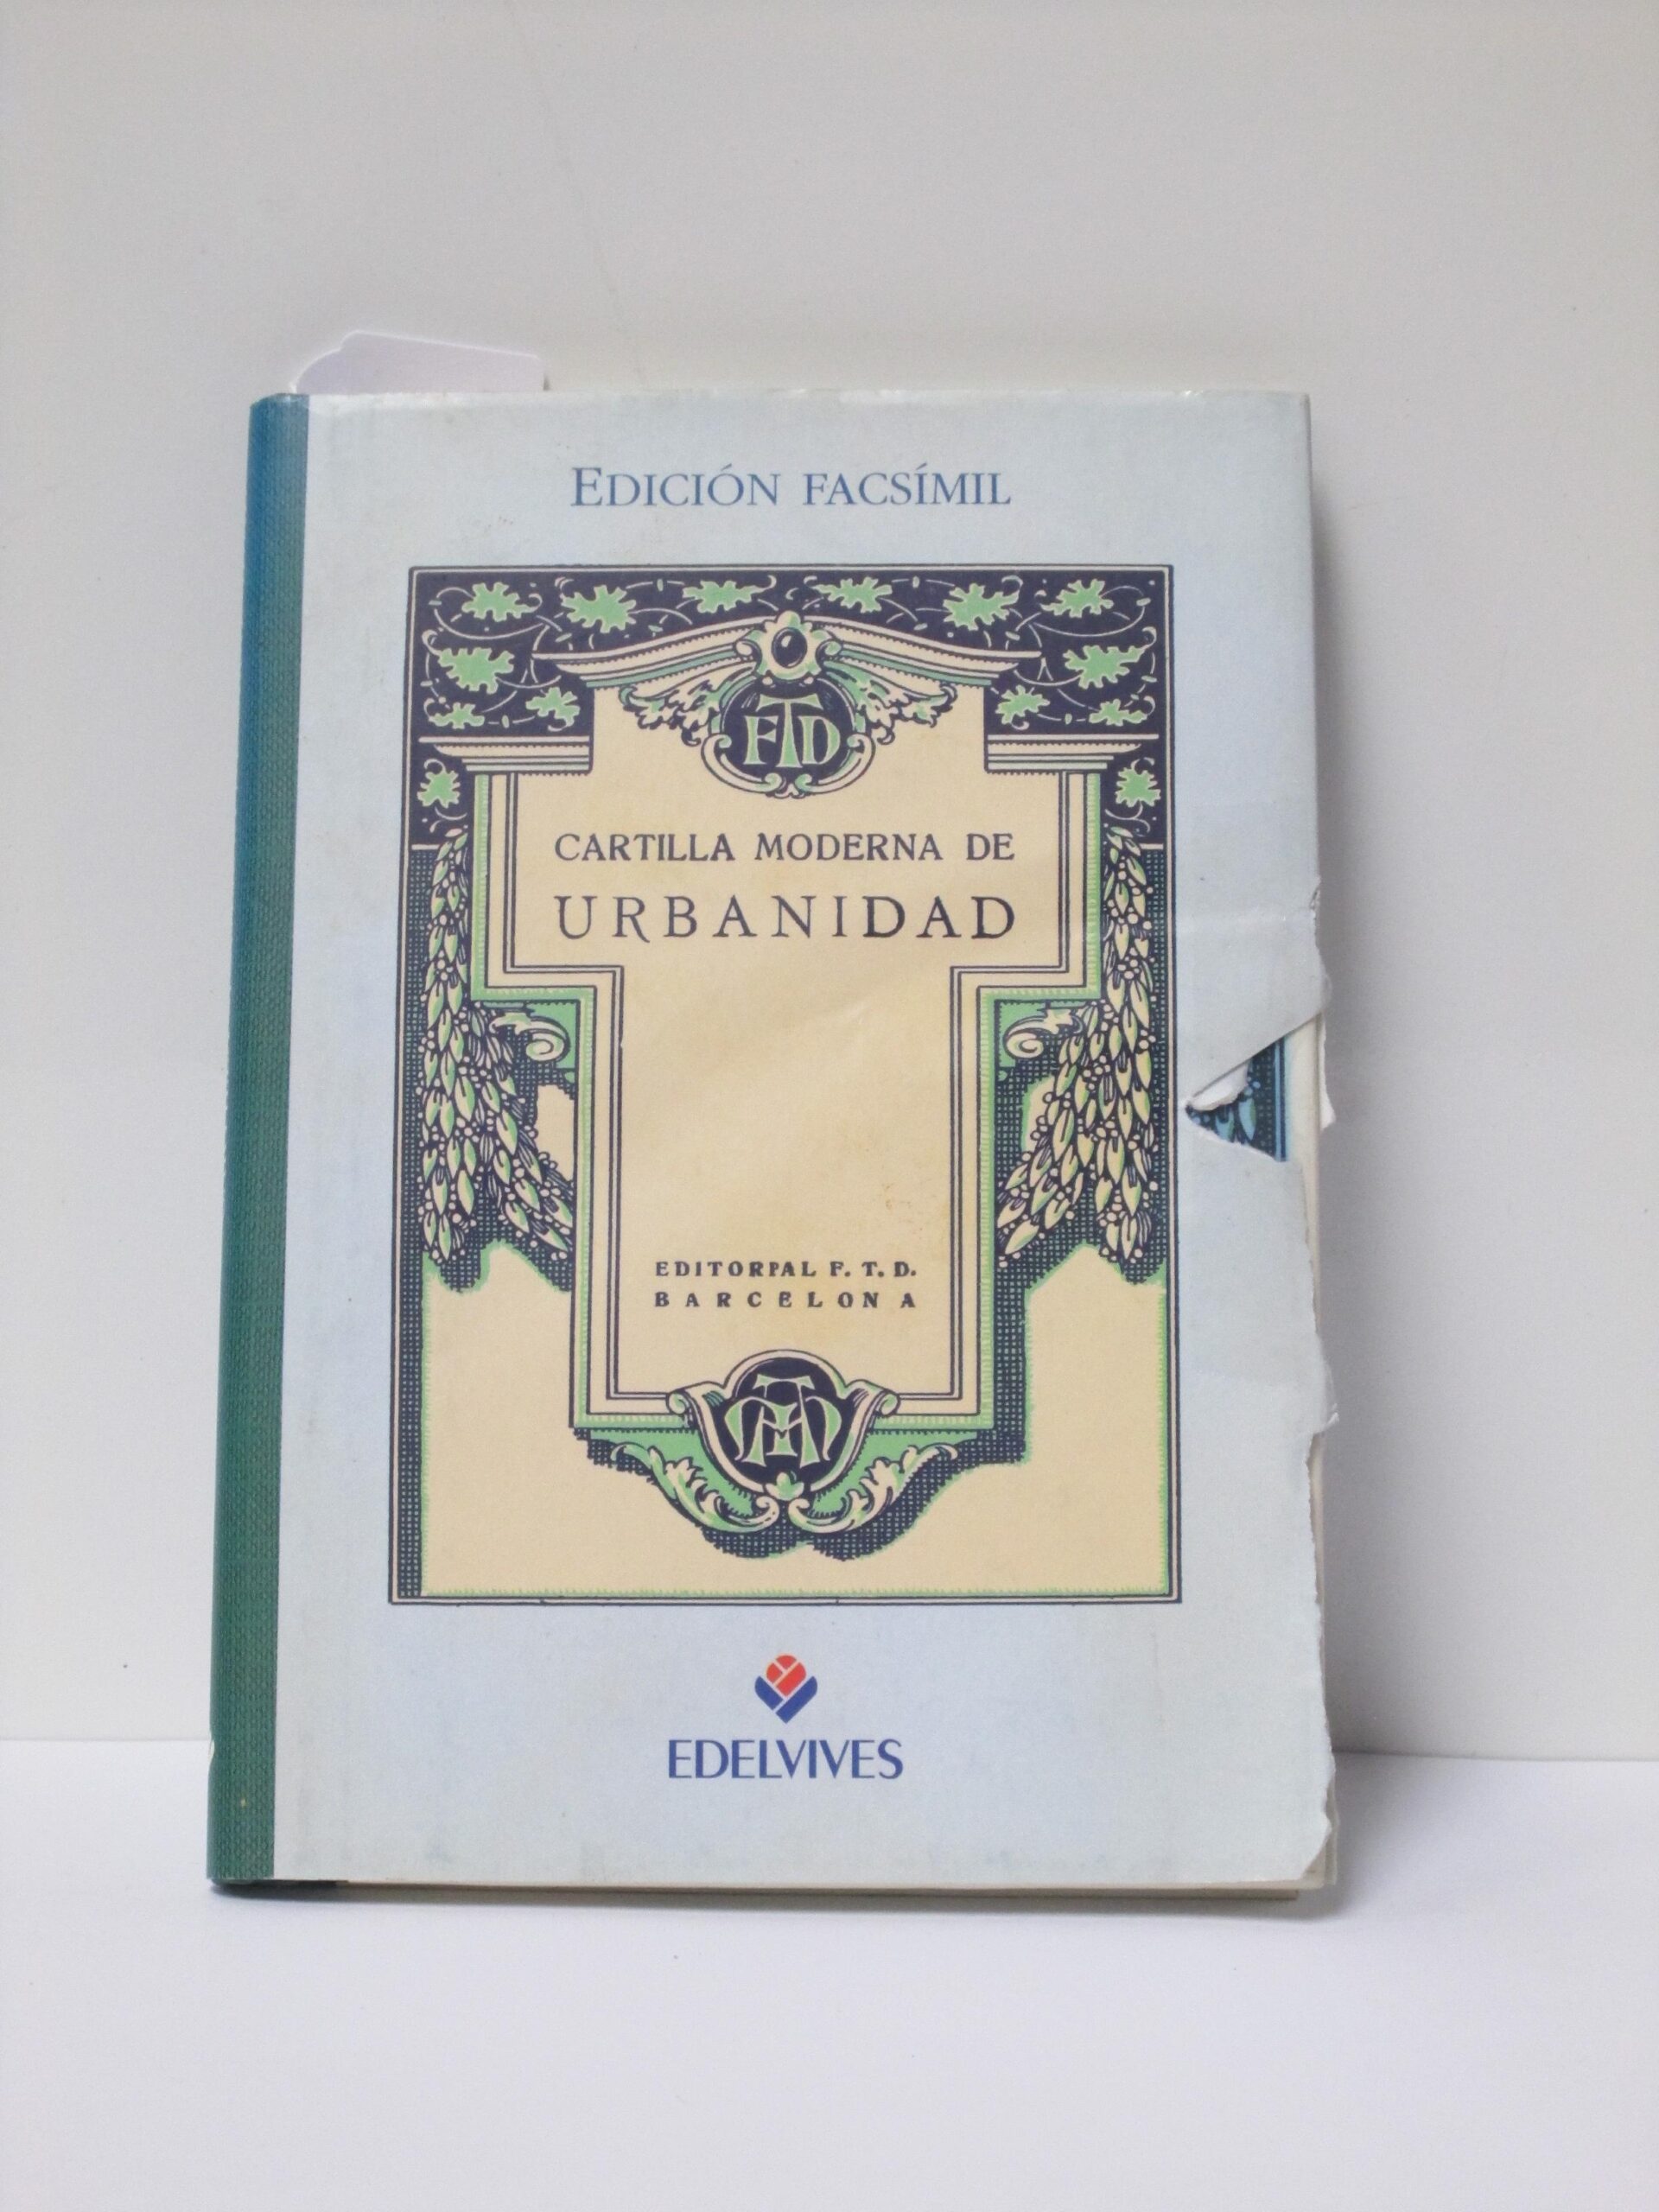 EDICIÓN FACSÍMIL
FTD
CARTILLA MODERNA DE
URBANIDAD
EDITORPAL F. T. D.
BARCELONA
EDELVIVES